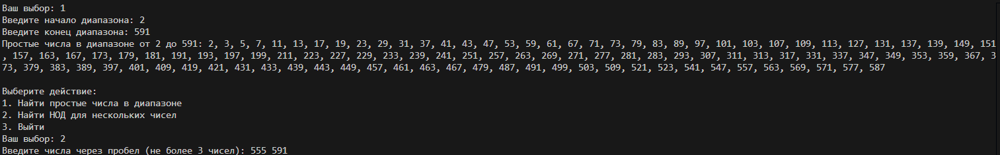 Ваш выбор: 1
Введите начало диапазона: 2
Введите конец диапазона: 591
Простые числа в диапазоне от 2 до 591: 2, 3, 5, 7, 11, 13, 17, 19, 23, 29, 31, 37, 41, 43, 47, 53, 59, 61, 67, 71, 73, 79, 83, 89, 97, 101, 103, 107, 109, 113, 127, 131, 137, 139, 149, 151
, 157, 163, 167, 173, 179, 181, 191, 193, 197, 199, 211, 223, 227, 229, 233, 239, 241, 251, 257, 263, 269, 271, 277, 281, 283, 293, 307, 311, 313, 317, 331, 337, 347, 349, 353, 359, 367, 3
73, 379, 383, 389, 397, 401, 409, 419, 421, 431, 433, 439, 443, 449, 457, 461, 463, 467, 479, 487, 491, 499, 503, 509, 521, 523, 541, 547, 557, 563, 569, 571, 577, 587
Выберите действие:
1. Найти простые числа в диапазоне
2. Найти НОД для нескольких чисел
3. Выйти
Ваш выбор: 2
Введите числа через пробел (не более 3 чисел): 555 591